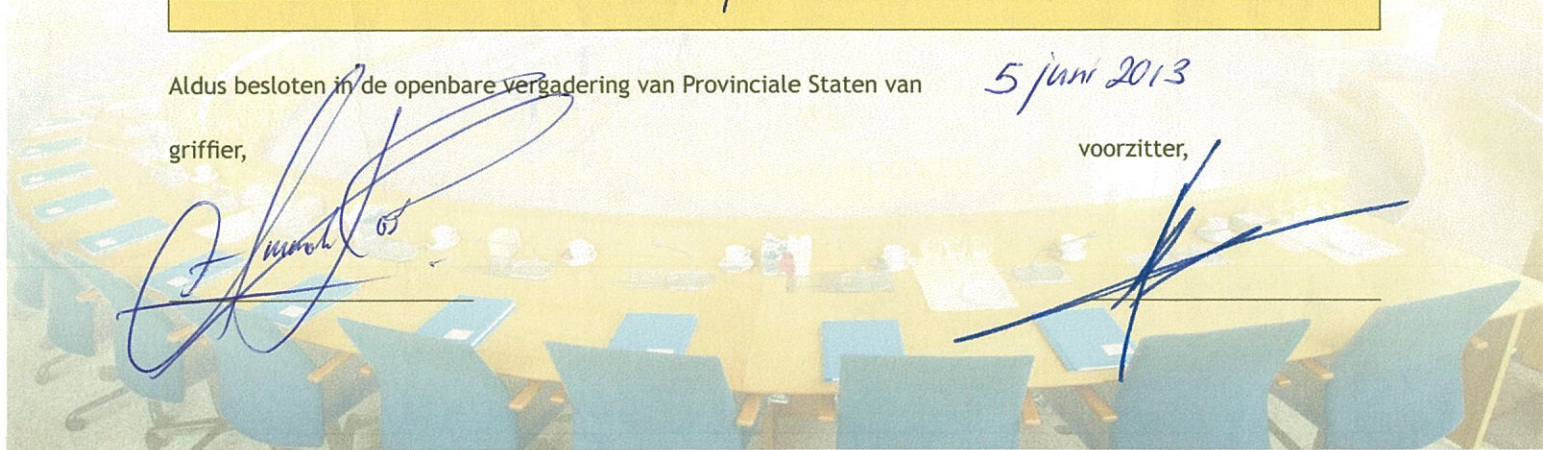 Aldus besloten in de openbare vergadering van Provinciale Staten van 5 juni 2013
griffier, voorzitter,